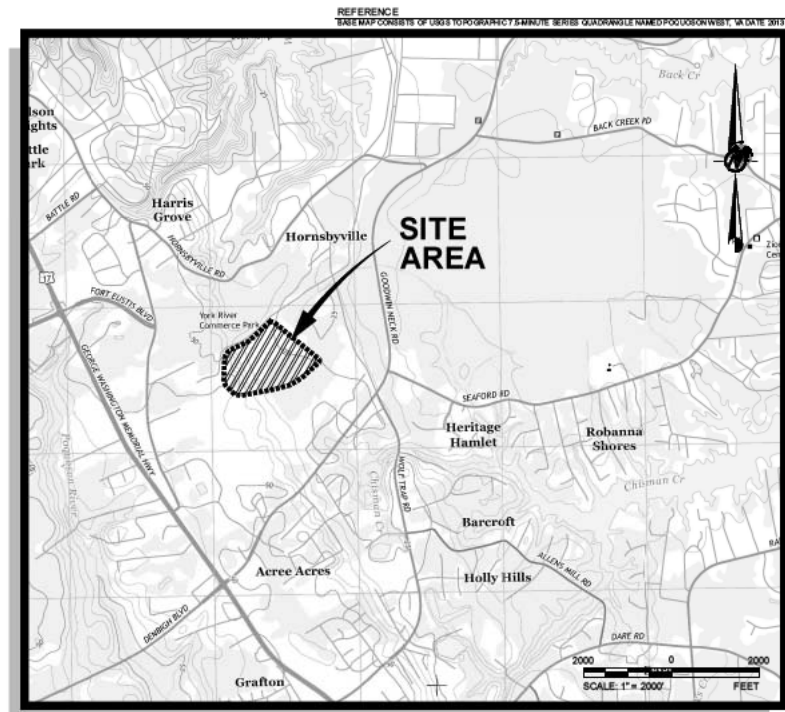 REFERENCE
BASE MAP CONSISTS OF USGS TOPOGRAPHIC 7.5-MINUTE SERIES QUADRANGLE NAMED POQUOSON WEST, VA DATE 2013
Back Cr
BACK CREEK RD
BATTLE RD
Harris
Grove
Hornsbyville
HORNSBYVILLE RD
SITE
AREA
GOODWIN NECK RD
17
FORT EUSTIS BLVD
York River
Commerce Park
GEORGE WASHINGTON MEMORIAL HWY
SEAFORD RD
Heritage
Hamlet
Robanna
Shores
Chisman Cr
Chisman Cr
WOLF TRAP RD
Barcroft
Holly Hills
ALLENS MILL RD
Acree Acres
DENBIGH BLVD
DARE RD
Grafton
2000 0 2000
SCALE: 1" = 2000' FEET